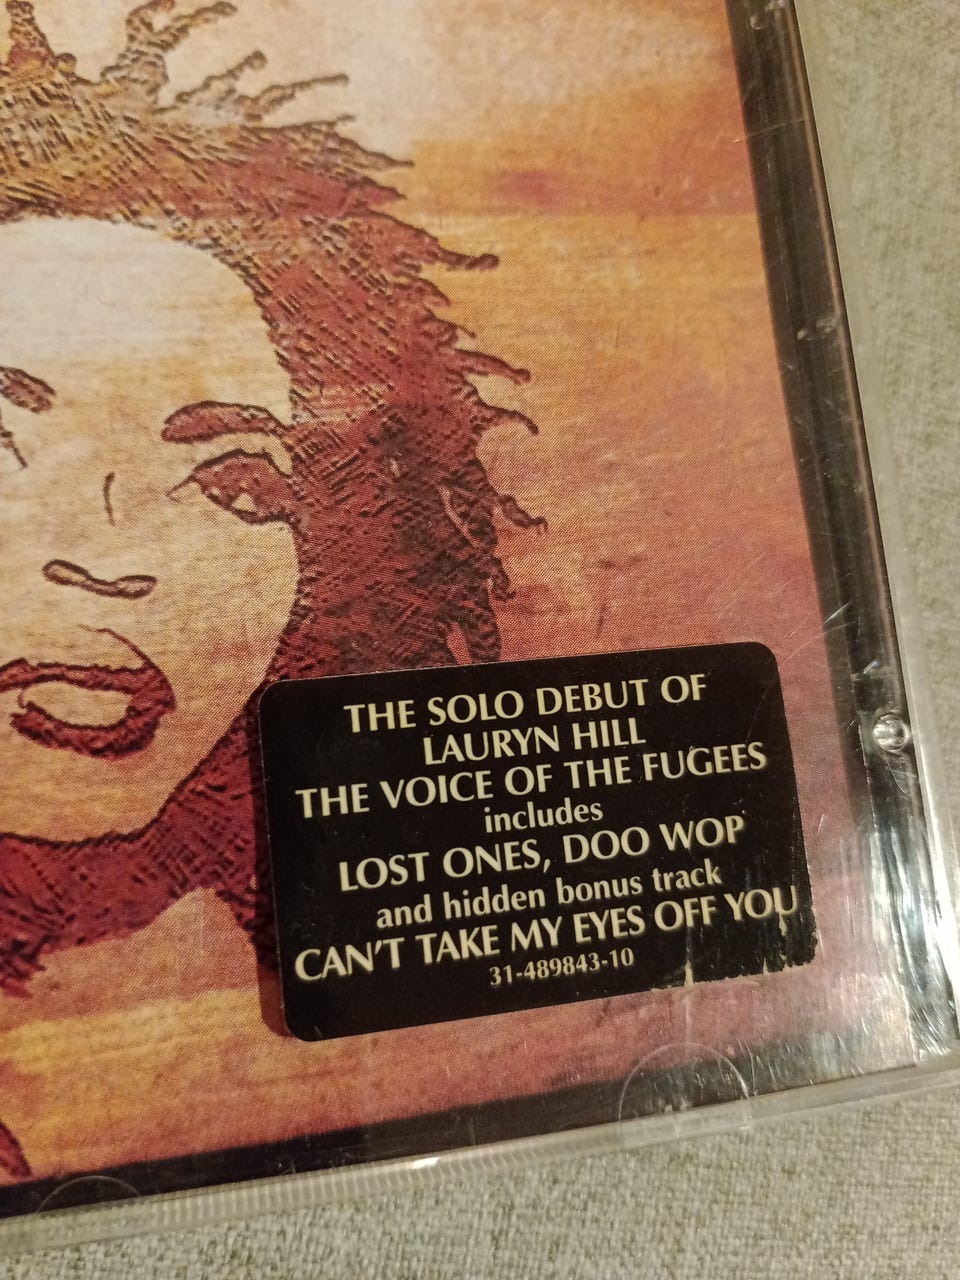 THE SOLO DEBUT OF
LAURYN HILL
THE VOICE OF THE FUGEES
includes
LOST ONES, DOO WOP
and hidden bonus track
CAN'T TAKE MY EYES OFF YOU
31-489843-10